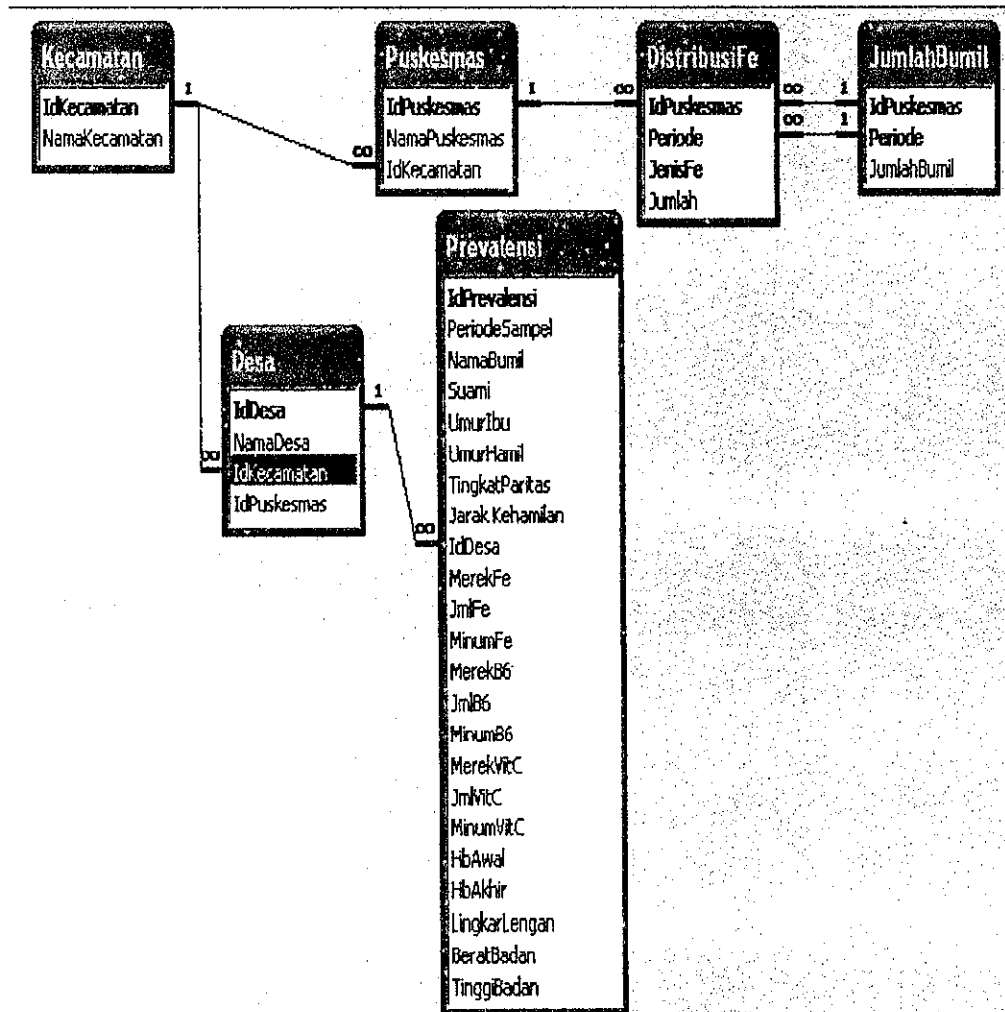 Kecamatan
IdKecamatan
NamaKecamatan
1
∞
Puskesmas
IdPuskesmas
NamaPuskesmas
IdKecamatan
1
∞
DistribusiFe
IdPuskesmas
Periode
JenisFe
Jumlah
∞ 1
∞ 1
JumlahBumil
IdPuskesmas
Periode
JumlahBumil
Desa
IdDesa
NamaDesa
IdKecamatan
IdPuskesmas
∞
1
∞
Prevalensi
IdPrevalensi
PeriodeSampel
NamaBumil
Suami
UmurIbu
UmurHamil
TingkatParitas
JarakKehamilan
IdDesa
MerekFe
JmlFe
MinumFe
MerekB6
JmlB6
MinumB6
MerekVitC
JmlVitC
MinumVitC
HbAwal
HbAkhir
LingkarLengan
BeratBadan
TinggiBadan